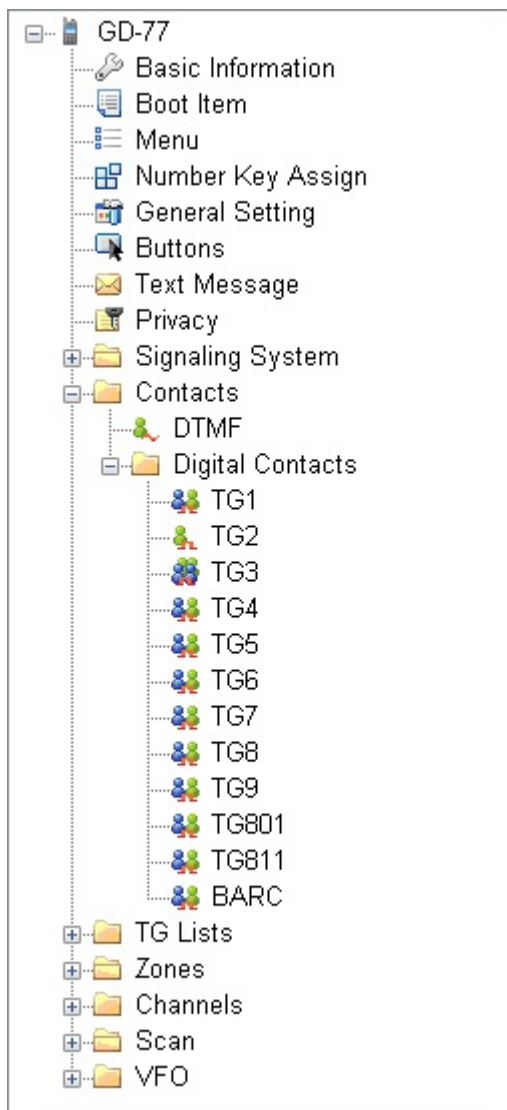 GD-77
Basic Information
Boot Item
Menu
Number Key Assign
General Setting
Buttons
Text Message
Privacy
Signaling System
Contacts
DTMF
Digital Contacts
TG1
TG2
TG3
TG4
TG5
TG6
TG7
TG8
TG9
TG801
TG811
BARC
TG Lists
Zones
Channels
Scan
VFO